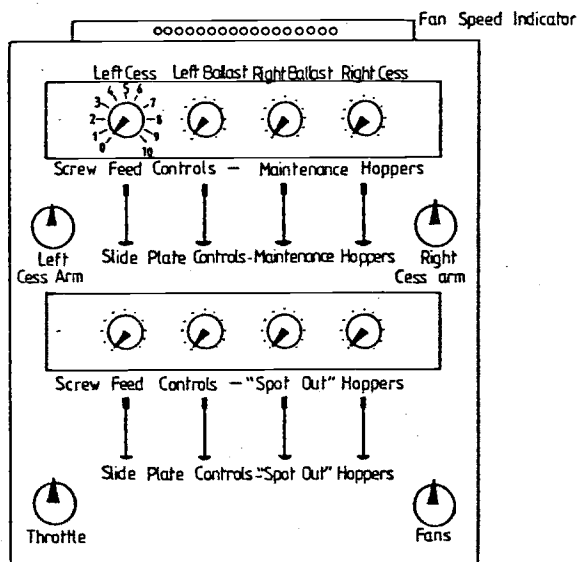 Fan Speed Indicator
Left Cess Left Ballast Right Ballast Right Cess
0 1 2 3 4 5 6 7 8 9 10
Screw Feed Controls - Maintenance Hoppers
Left Cess Arm
Slide Plate Controls - Maintenance Hoppers
Right Cess arm
Screw Feed Controls - "Spot Out" Hoppers
Slide Plate Controls - "Spot Out" Hoppers
Throttle
Fans